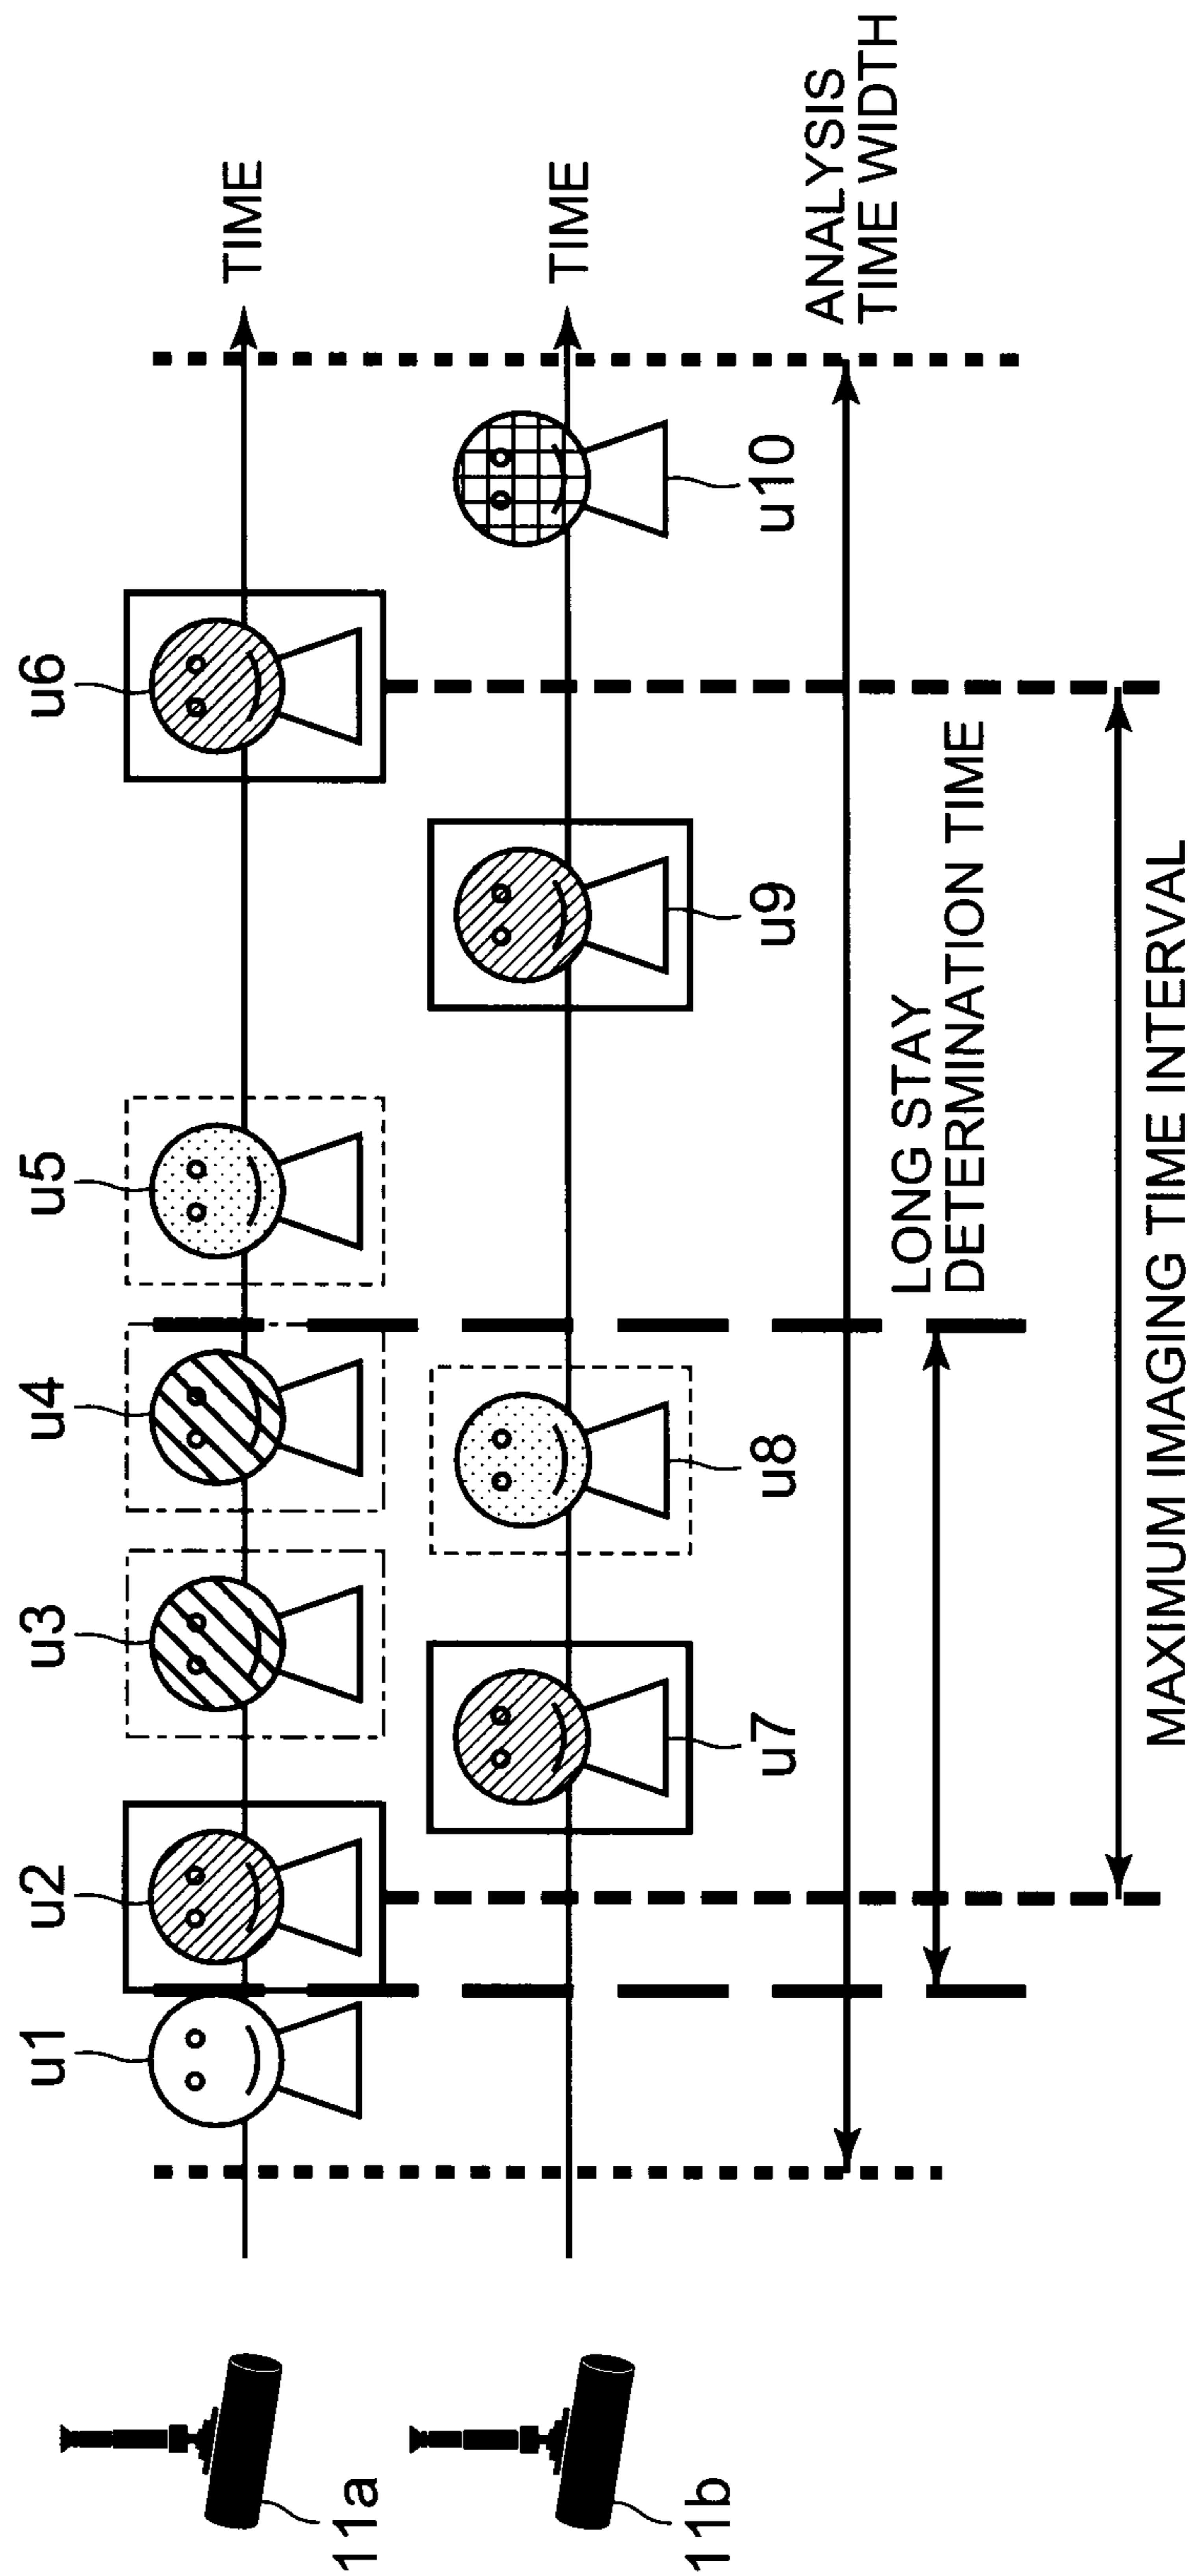 u1
u2
u3
u4
u5
u6
TIME
11a
TIME
u7
u8
u9
u10
11b
ANALYSIS
TIME WIDTH
LONG STAY
DETERMINATION TIME
MAXIMUM IMAGING TIME INTERVAL